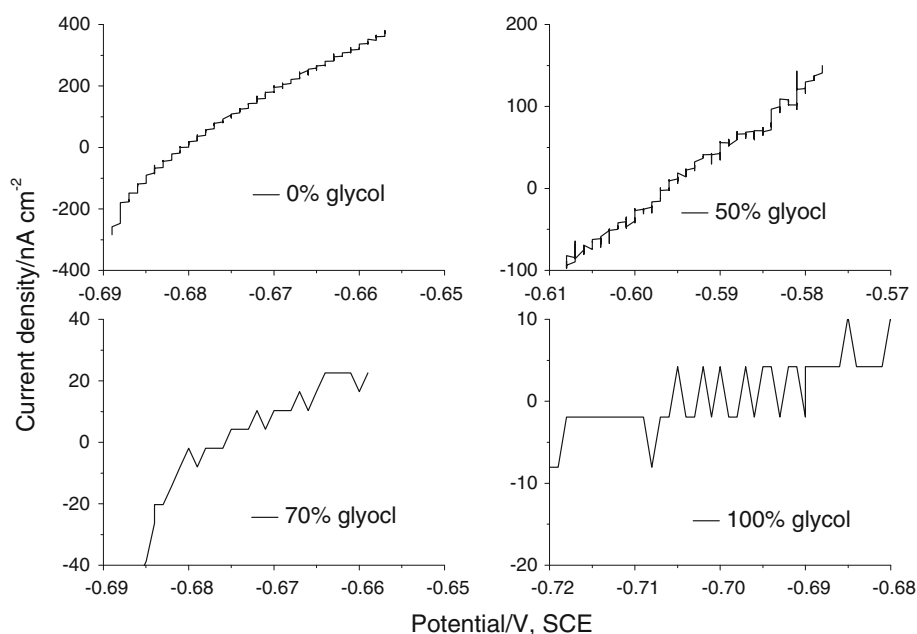 400
200
0
-200
-400
-0.69 -0.68 -0.67 -0.66 -0.65
0% glycol
200
100
0
-100
-0.61 -0.60 -0.59 -0.58 -0.57
50% glyocl
40
20
0
-20
-40
-0.69 -0.68 -0.67 -0.66 -0.65
70% glyocl
10
0
-10
-20
-0.72 -0.71 -0.70 -0.69 -0.68
100% glycol
Current density/nA cm⁻²
Potential/V, SCE